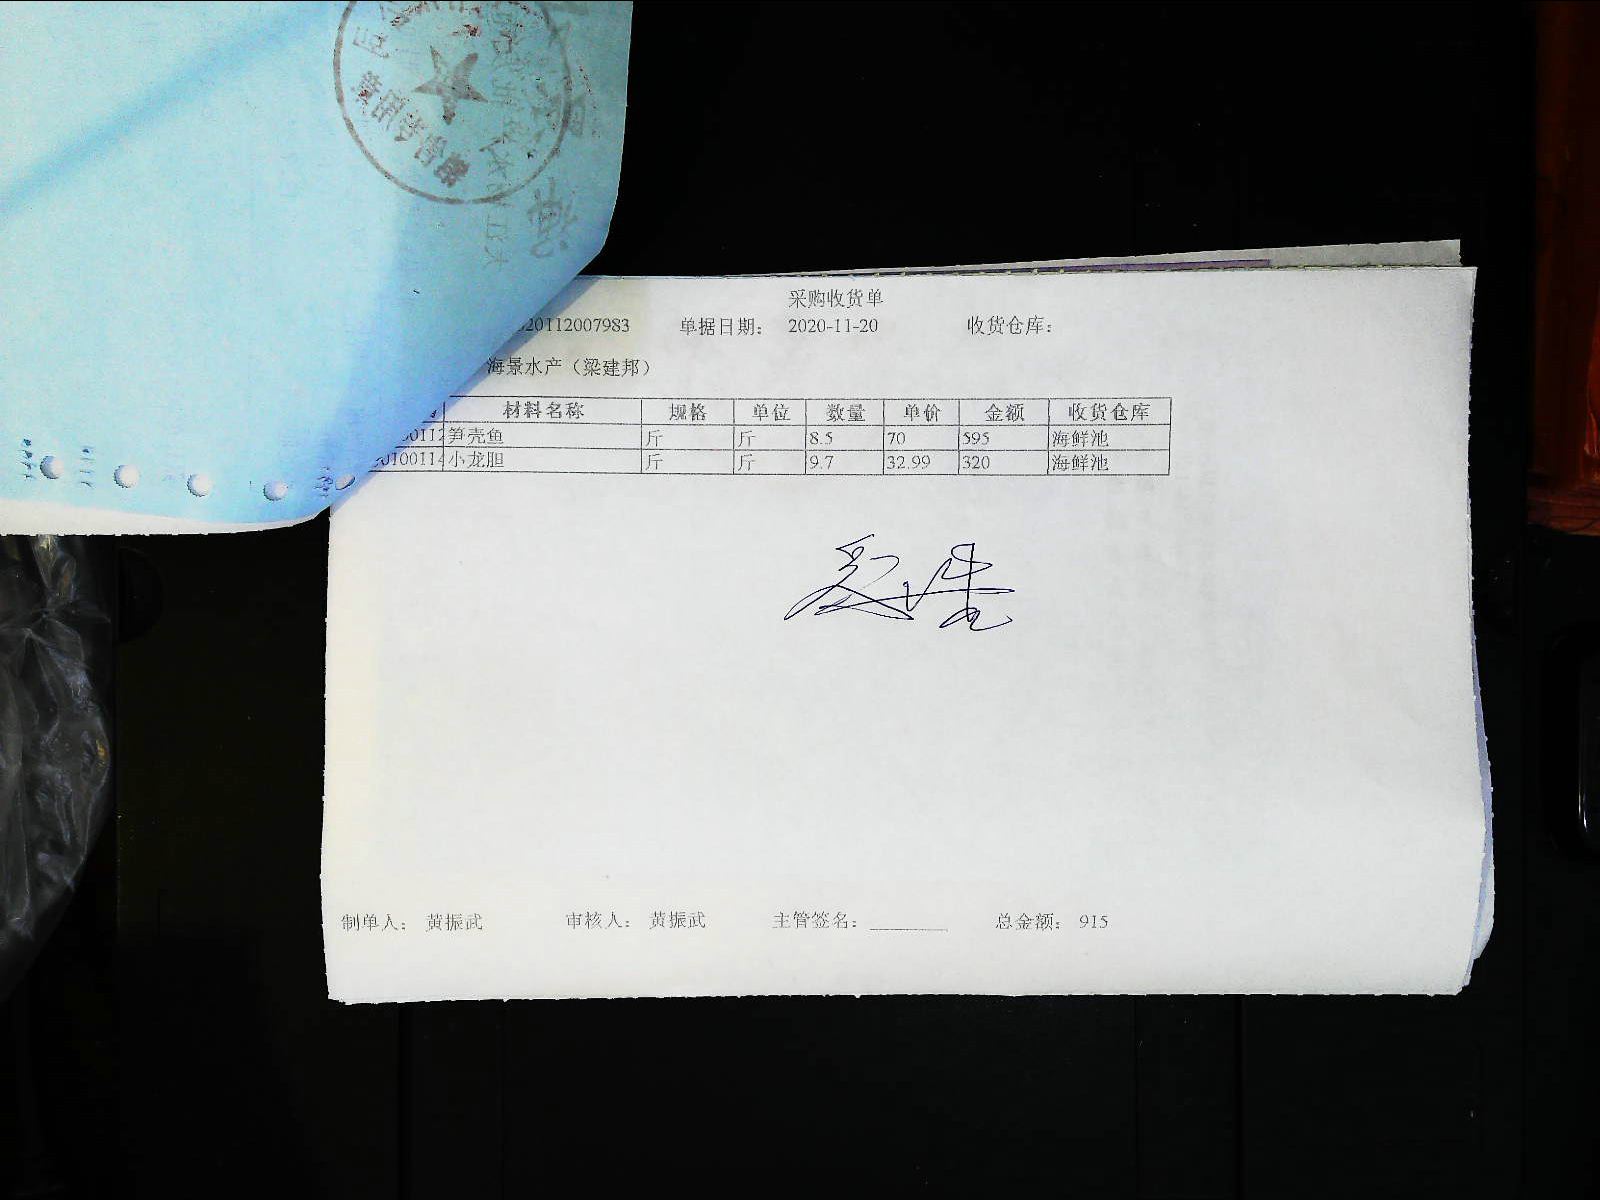 采购收货单
20112007983 单据日期： 2020-11-20 收货仓库：
海景水产（梁建邦）
材料名称 规格 单位 数量 单价 金额 收货仓库
00112 笋壳鱼 斤 斤 8.5 70 595 海鲜池
0100114 小龙胆 斤 斤 9.7 32.99 320 海鲜池
制单人： 黄振武 审核人： 黄振武 主管签名： 总金额： 915